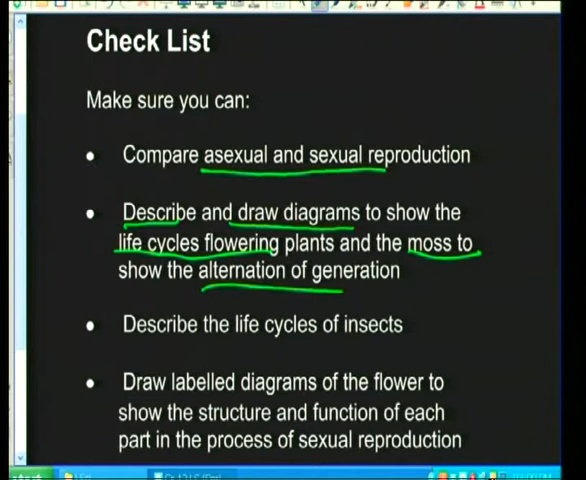 Check List
Make sure you can:
• Compare asexual and sexual reproduction
• Describe and draw diagrams to show the
life cycles flowering plants and the moss to
show the alternation of generation
• Describe the life cycles of insects
• Draw labelled diagrams of the flower to
show the structure and function of each
part in the process of sexual reproduction